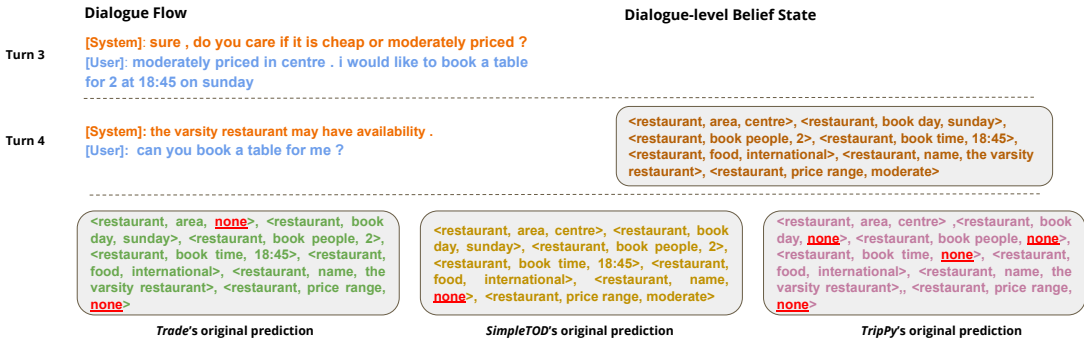 Dialogue Flow
Dialogue-level Belief State
Turn 3
[System]: sure , do you care if it is cheap or moderately priced ?
[User]: moderately priced in centre . i would like to book a table
for 2 at 18:45 on sunday
Turn 4
[System]: the varsity restaurant may have availability .
[User]: can you book a table for me ?
<restaurant, area, centre>, <restaurant, book day, sunday>,
<restaurant, book people, 2>, <restaurant, book time, 18:45>,
<restaurant, food, international>, <restaurant, name, the varsity
restaurant>, <restaurant, price range, moderate>
<restaurant, area, none>, <restaurant, book
day, sunday>, <restaurant, book people, 2>,
<restaurant, book time, 18:45>, <restaurant,
food, international>, <restaurant, name, the
varsity restaurant>, <restaurant, price range,
none>
Trade's original prediction
<restaurant, area, centre>, <restaurant, book
day, sunday>, <restaurant, book people, 2>,
<restaurant, book time, 18:45>, <restaurant,
food, international>, <restaurant, name,
none>, <restaurant, price range, moderate>
SimpleTOD's original prediction
<restaurant, area, centre> ,<restaurant, book
day, none>, <restaurant, book people, none>,
<restaurant, book time, none>, <restaurant,
food, international>, <restaurant, name, the
varsity restaurant>,, <restaurant, price range,
none>
TripPy's original prediction